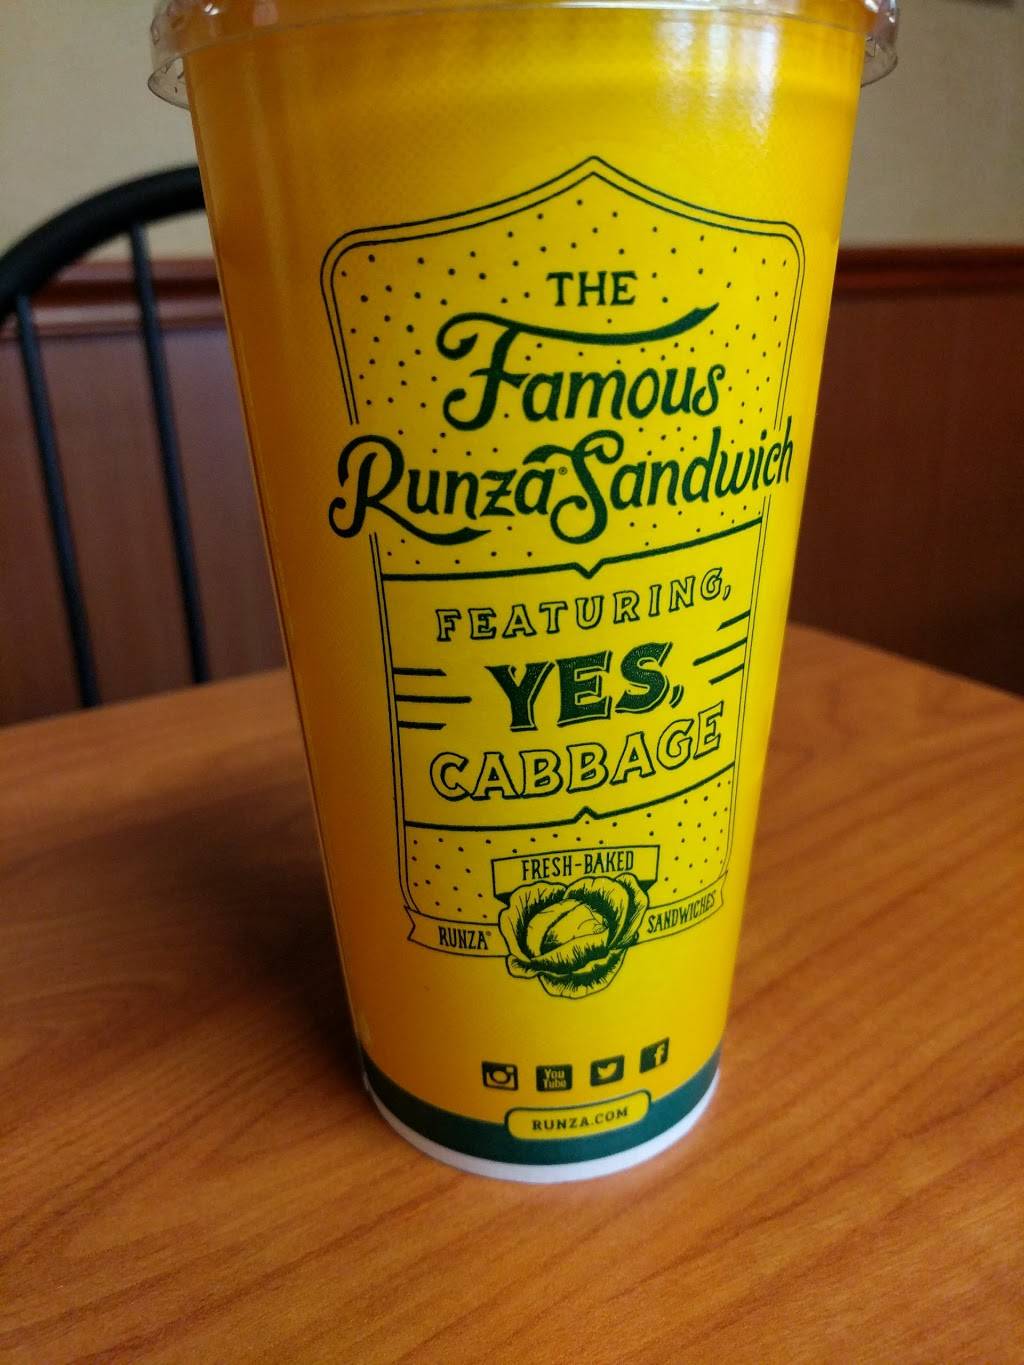 THE
Famous
Runza® Sandwich
FEATURING,
YES,
CABBAGE
FRESH-BAKED
RUNZA® SANDWICHES
You
Tube
f
RUNZA.COM